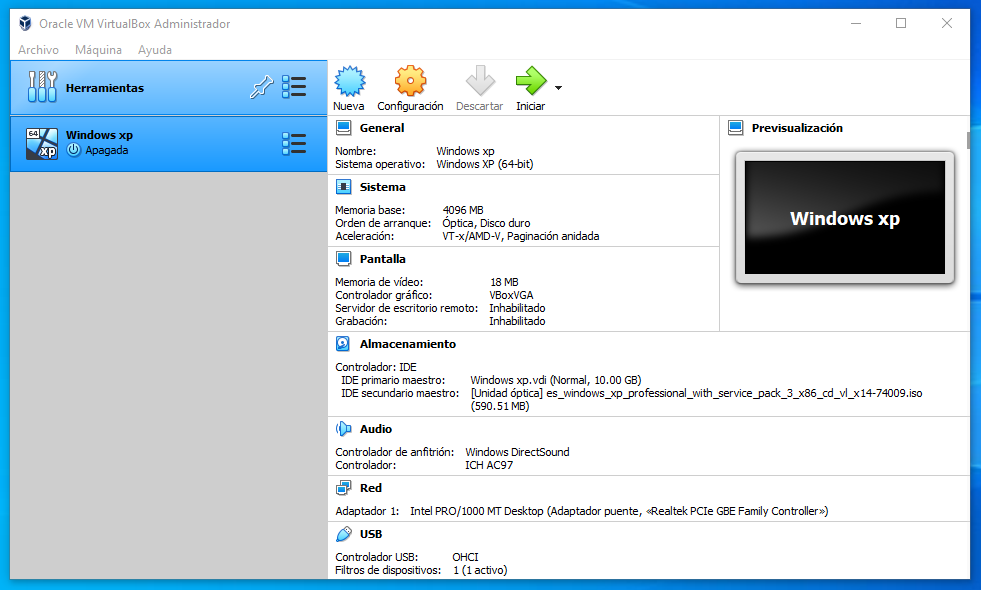 Oracle VM VirtualBox Administrador
Archivo Máquina Ayuda
Herramientas
Nueva Configuración Descartar Iniciar
64
xp
Windows xp
Apagada
General
Nombre: Windows xp
Sistema operativo: Windows XP (64-bit)
Previsualización
Windows xp
Sistema
Memoria base: 4096 MB
Orden de arranque: Óptica, Disco duro
Aceleración: VT-x/AMD-V, Paginación anidada
Pantalla
Memoria de vídeo: 18 MB
Controlador gráfico: VBoxVGA
Servidor de escritorio remoto: Inhabilitado
Grabación: Inhabilitado
Almacenamiento
Controlador: IDE
IDE primario maestro: Windows xp.vdi (Normal, 10.00 GB)
IDE secundario maestro: [Unidad óptica] es_windows_xp_professional_with_service_pack_3_x86_cd_vl_x14-74009.iso
(590.51 MB)
Audio
Controlador de anfitrión: Windows DirectSound
Controlador: ICH AC97
Red
Adaptador 1: Intel PRO/1000 MT Desktop (Adaptador puente, «Realtek PCIe GBE Family Controller»)
USB
Controlador USB: OHCI
Filtros de dispositivos: 1 (1 activo)